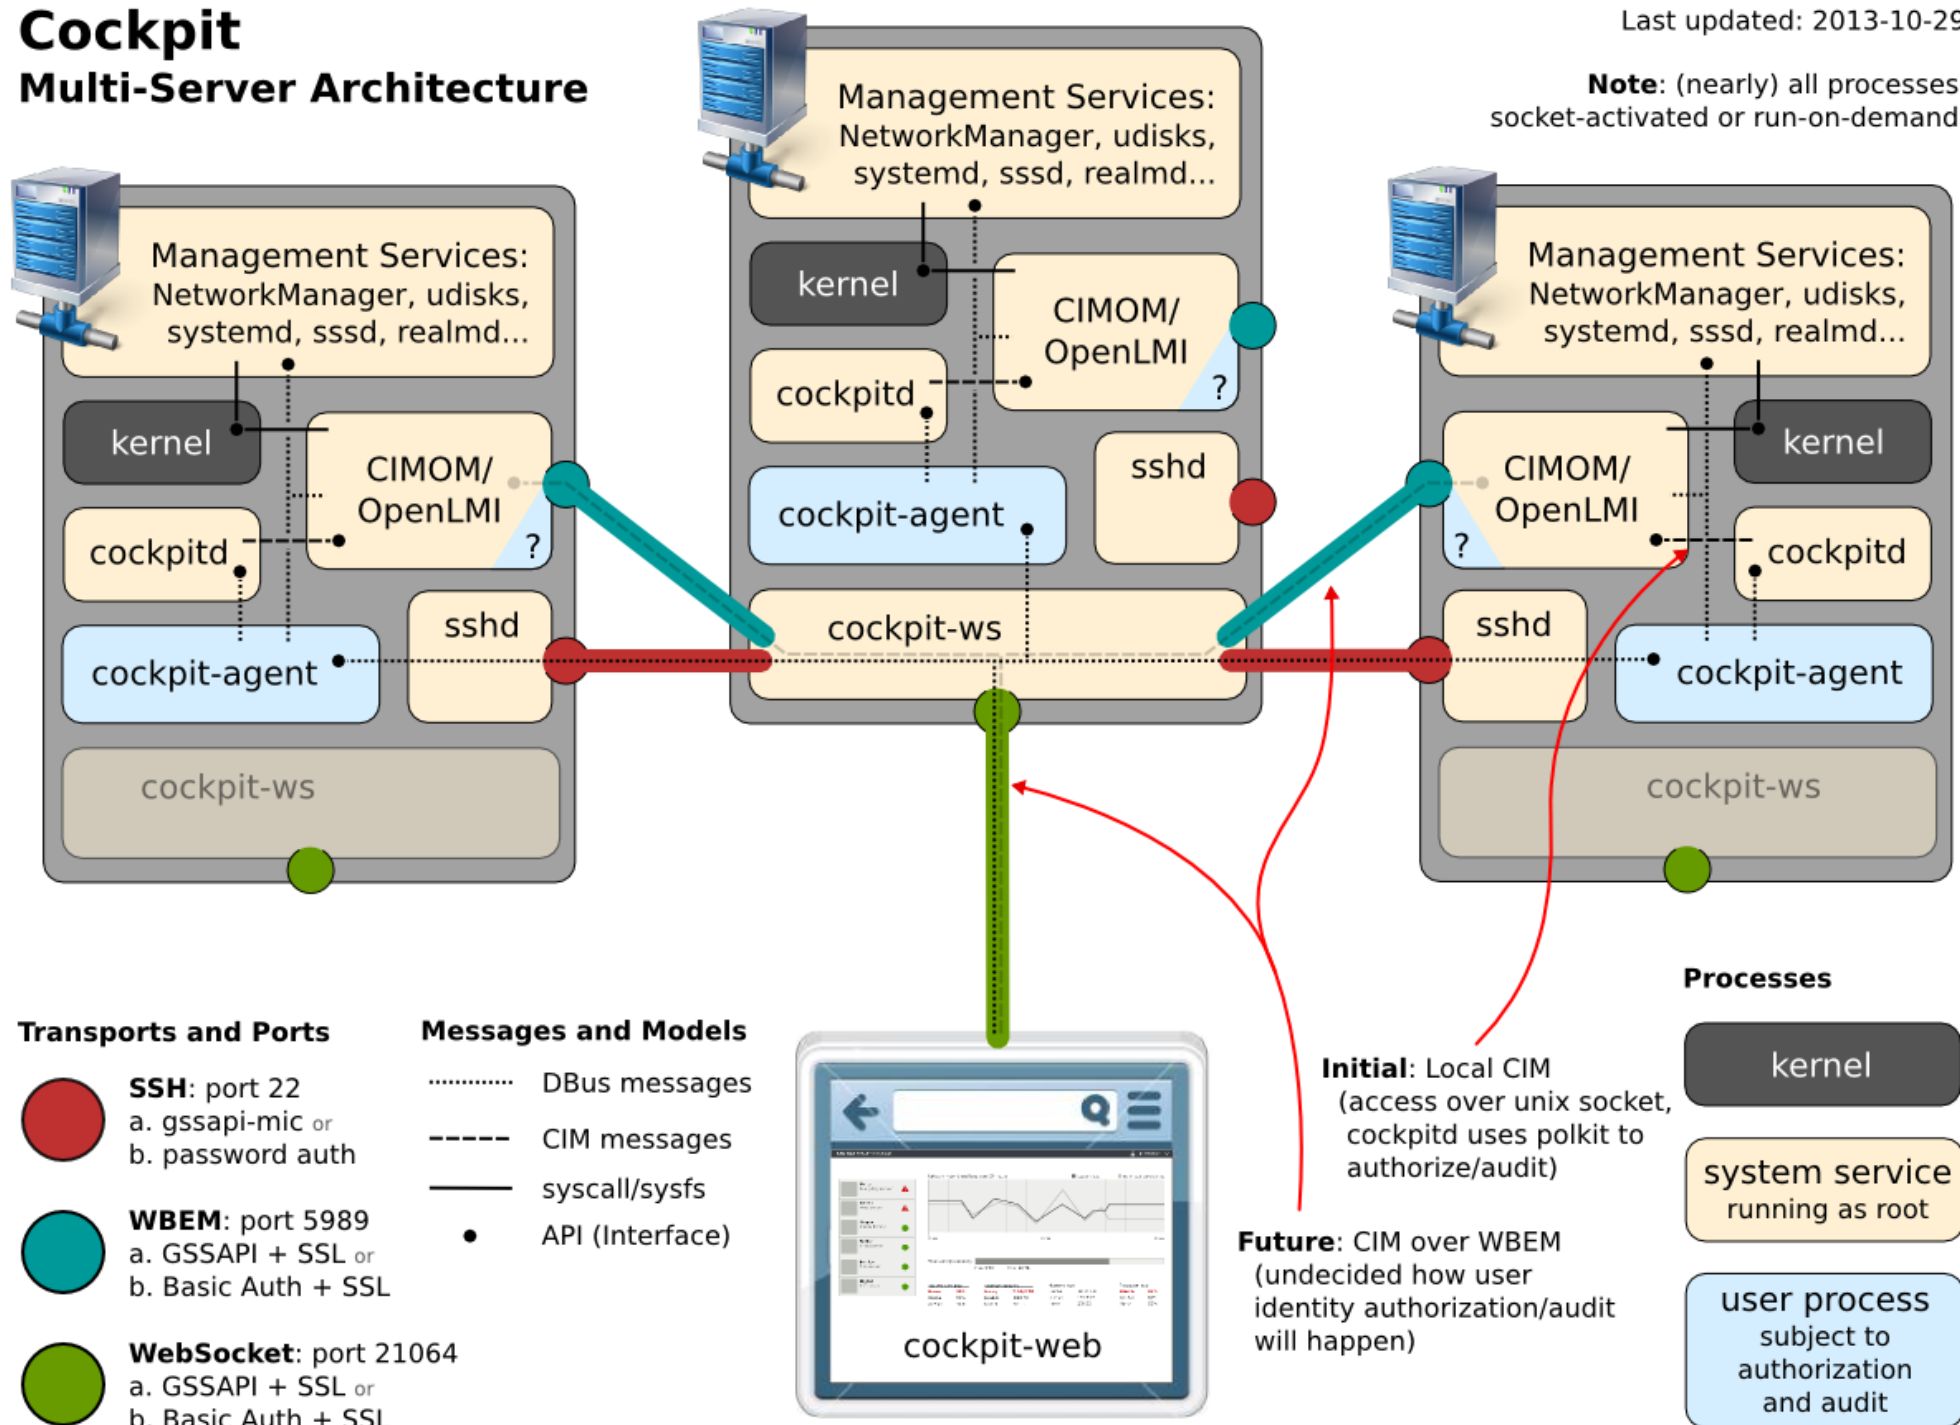 Cockpit
Multi-Server Architecture
Last updated: 2013-10-29
Note: (nearly) all processes
socket-activated or run-on-demand
Management Services:
NetworkManager, udisks,
systemd, sssd, realmd...
kernel
CIMOM/
OpenLMI
?
cockpitd
cockpit-agent
sshd
cockpit-ws
Management Services:
NetworkManager, udisks,
systemd, sssd, realmd...
kernel
CIMOM/
OpenLMI
?
cockpitd
sshd
cockpit-agent
cockpit-ws
Management Services:
NetworkManager, udisks,
systemd, sssd, realmd...
CIMOM/
OpenLMI
kernel
?
cockpitd
sshd
cockpit-agent
cockpit-ws
Transports and Ports
SSH: port 22
a. gssapi-mic or
b. password auth
WBEM: port 5989
a. GSSAPI + SSL or
b. Basic Auth + SSL
WebSocket: port 21064
a. GSSAPI + SSL or
b. Basic Auth + SSL
Messages and Models
DBus messages
CIM messages
syscall/sysfs
API (Interface)
cockpit-web
Initial: Local CIM
(access over unix socket,
cockpitd uses polkit to
authorize/audit)
Future: CIM over WBEM
(undecided how user
identity authorization/audit
will happen)
Processes
kernel
system service
running as root
user process
subject to
authorization
and audit